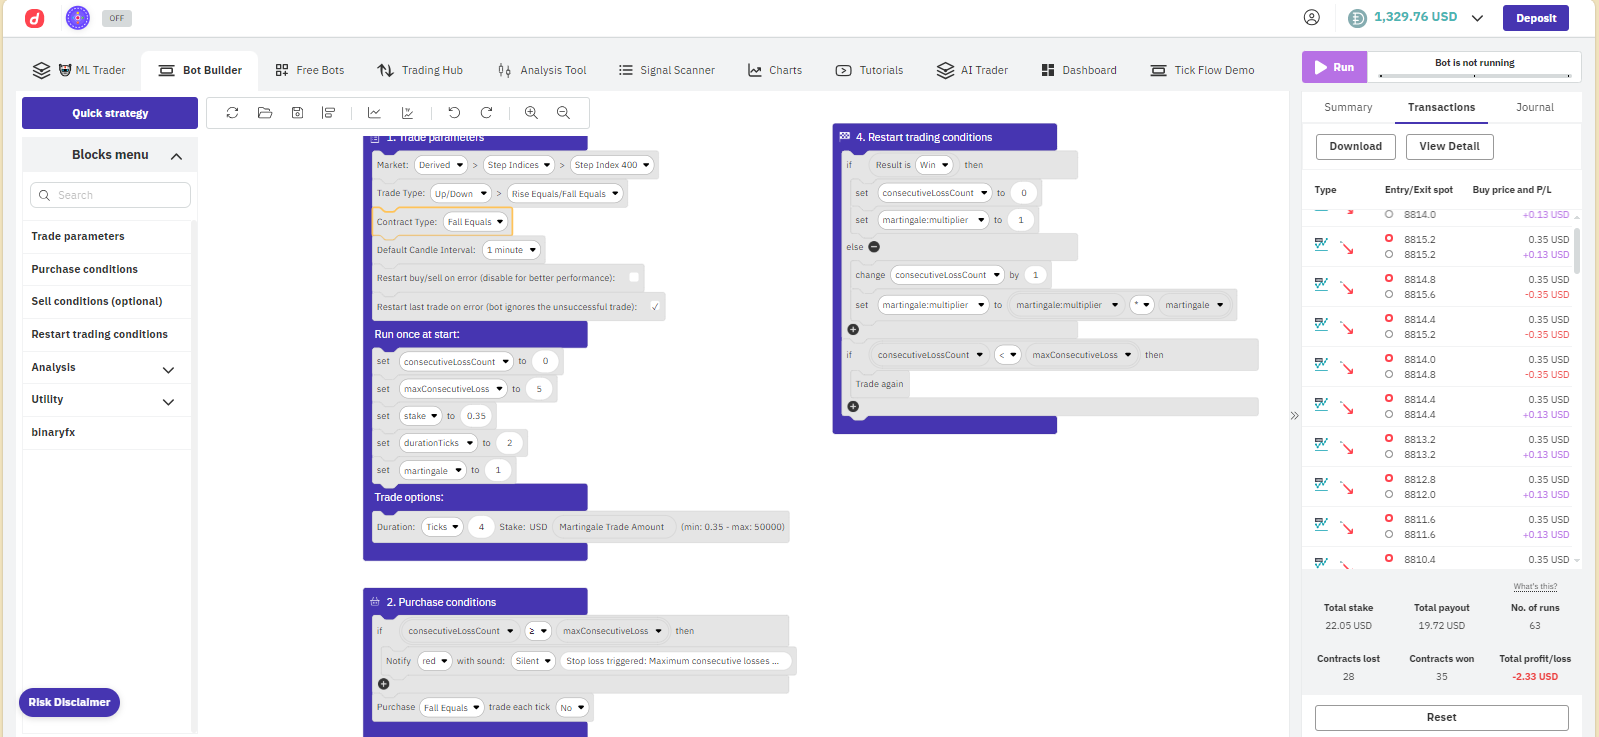 OFF
1,329.76 USD
Deposit
ML Trader
Bot Builder
Free Bots
Trading Hub
Analysis Tool
Signal Scanner
Charts
Tutorials
AI Trader
Dashboard
Tick Flow Demo
Run
Bot is not running
Quick strategy
Blocks menu
Search
Trade parameters
Purchase conditions
Sell conditions (optional)
Restart trading conditions
Analysis
Utility
binaryfx
Risk Disclaimer
1. Trade parameters
Market: Derived > Step Indices > Step Index 400
Trade Type: Up/Down > Rise Equals/Fall Equals
Contract Type: Fall Equals
Default Candle Interval: 1 minute
Restart buy/sell on error (disable for better performance):
Restart last trade on error (bot ignores the unsuccessful trade): ✓
Run once at start:
set consecutiveLossCount to 0
set maxConsecutiveLoss to 5
set stake to 0.35
set durationTicks to 2
set martingale to 1
Trade options:
Duration: Ticks 4 Stake: USD Martingale Trade Amount (min: 0.35 - max: 50000)
2. Purchase conditions
if consecutiveLossCount ≥ maxConsecutiveLoss then
Notify red with sound: Silent Stop loss triggered: Maximum consecutive losses ...
Purchase Fall Equals trade each tick No
4. Restart trading conditions
if Result is Win then
set consecutiveLossCount to 0
set martingale:multiplier to 1
else
change consecutiveLossCount by 1
set martingale:multiplier to martingale:multiplier * martingale
if consecutiveLossCount < maxConsecutiveLoss then
Trade again
Summary
Transactions
Journal
Download
View Detail
Type Entry/Exit spot Buy price and P/L
8814.0 +0.13 USD
8815.2 0.35 USD
8815.2 +0.13 USD
8814.8 0.35 USD
8815.6 -0.35 USD
8814.4 0.35 USD
8815.2 -0.35 USD
8814.0 0.35 USD
8814.8 -0.35 USD
8814.4 0.35 USD
8814.4 +0.13 USD
8813.2 0.35 USD
8813.2 +0.13 USD
8812.8 0.35 USD
8812.0 +0.13 USD
8811.6 0.35 USD
8811.6 +0.13 USD
8810.4 0.35 USD
What's this?
Total stake Total payout No. of runs
22.05 USD 19.72 USD 63
Contracts lost Contracts won Total profit/loss
28 35 -2.33 USD
Reset